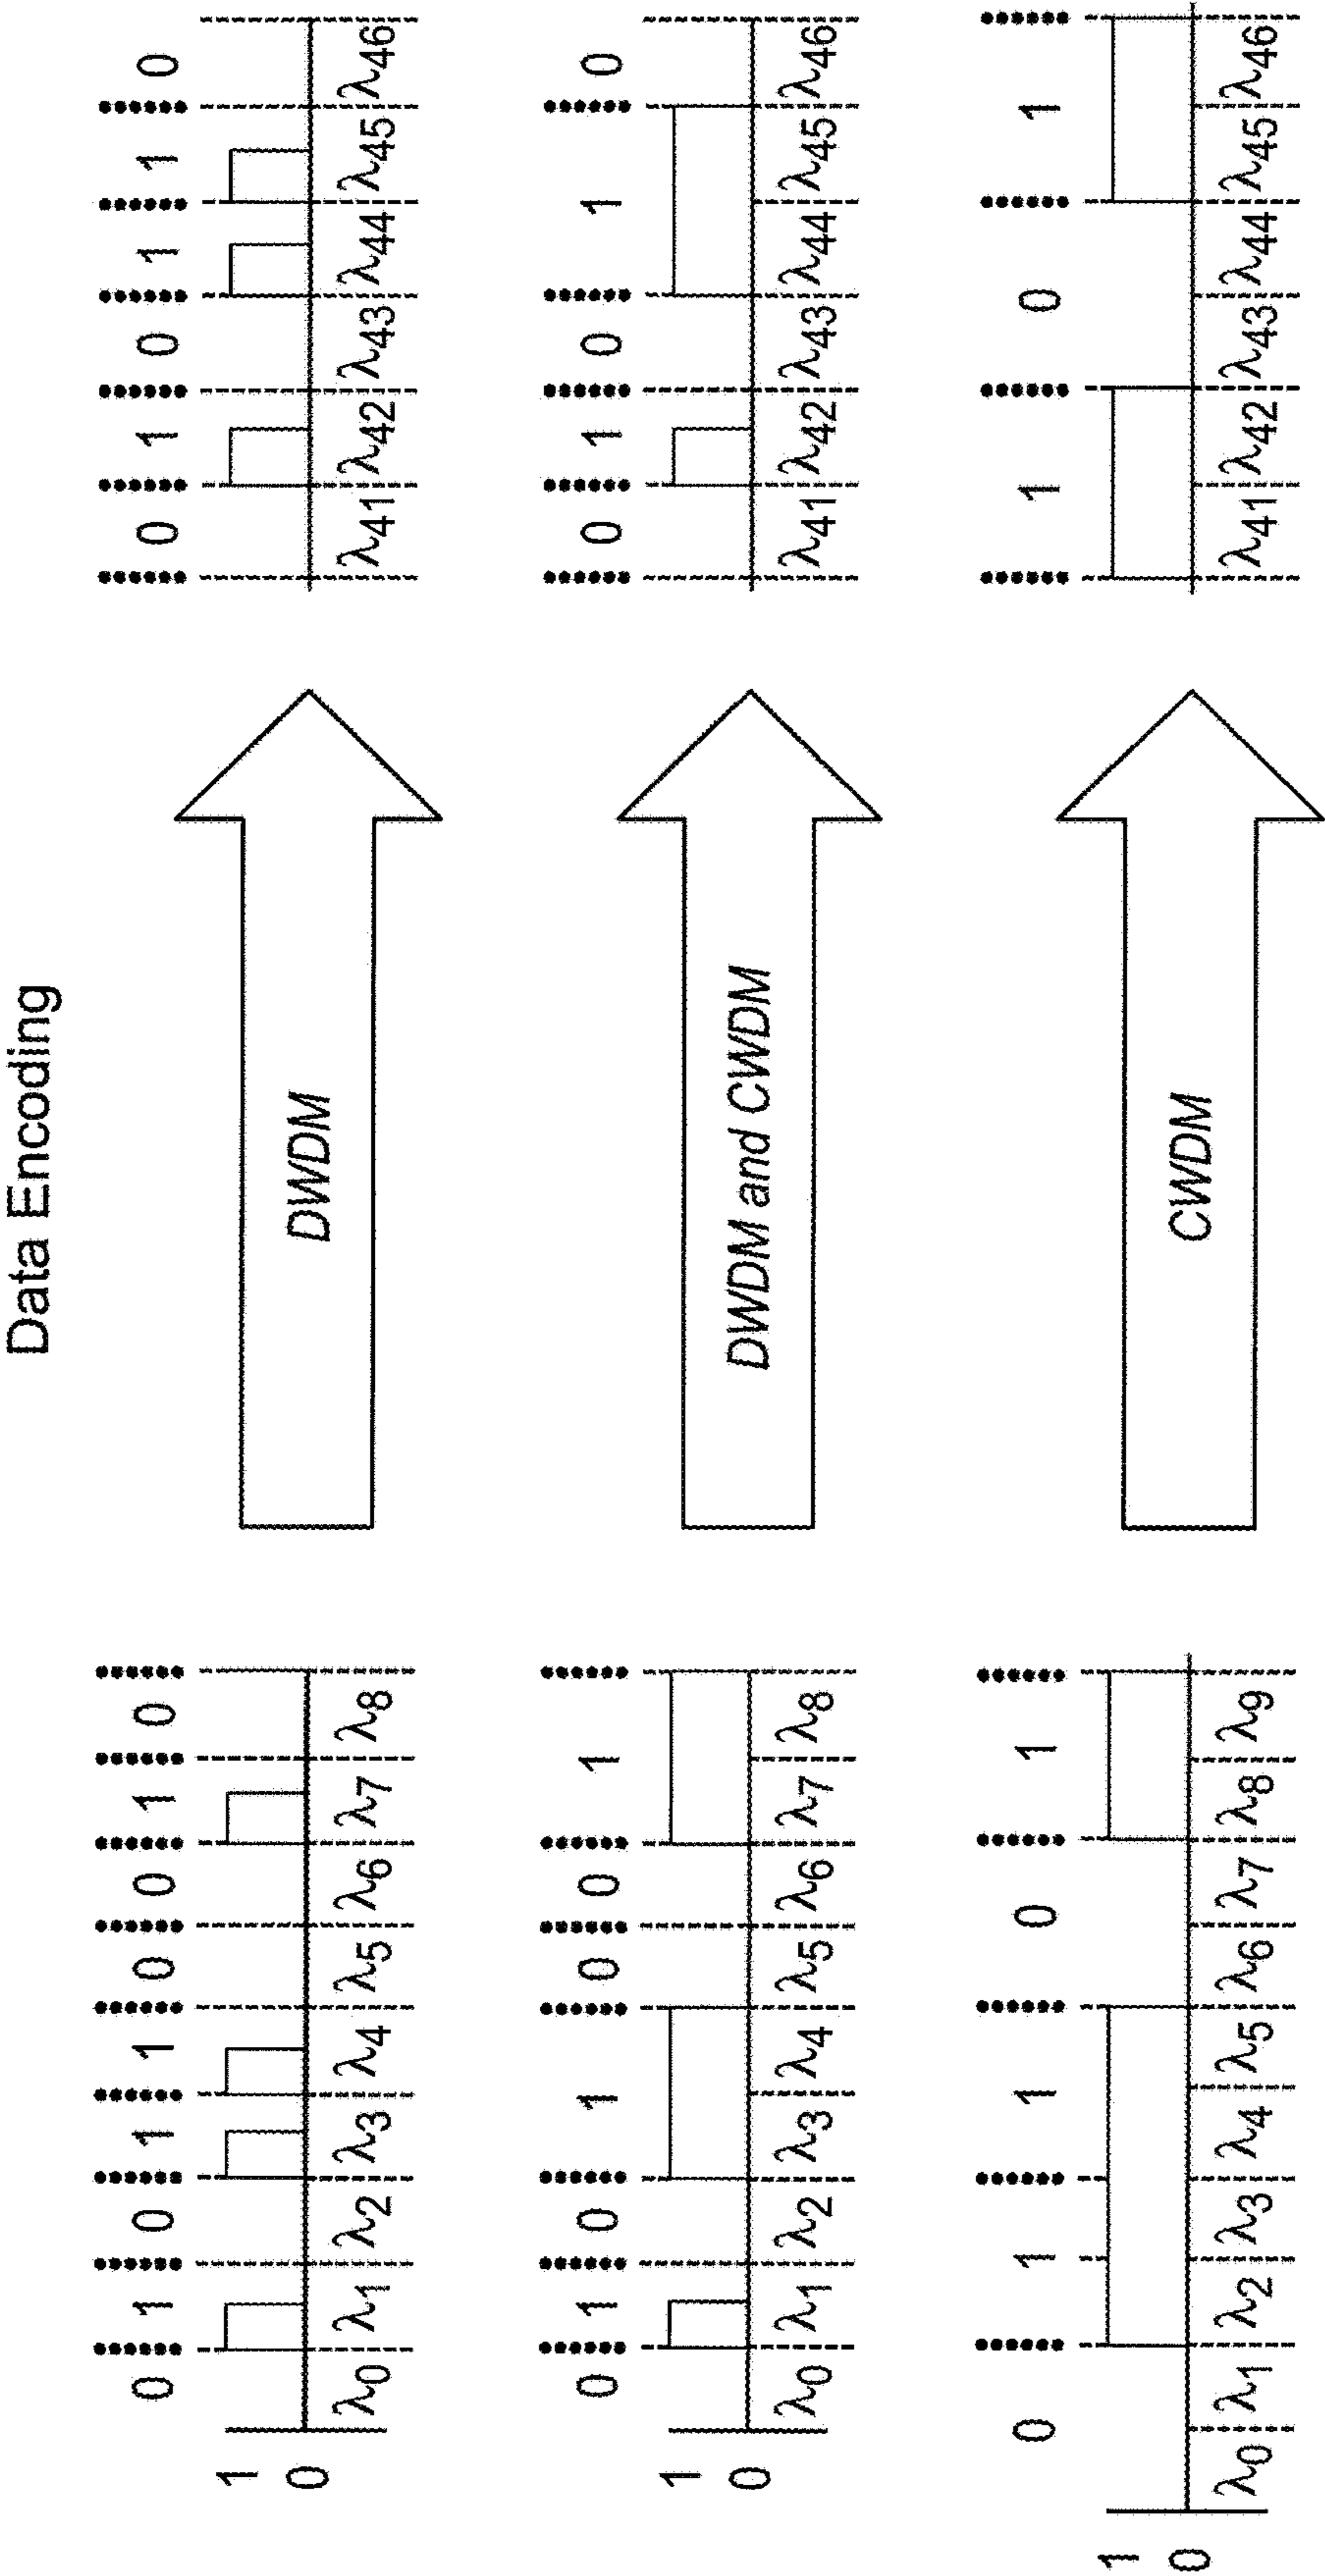 Data Encoding
0 1 0 1 1 0 0 1 0
0 1 0 1 1 0
1
0
DWDM
λ0 λ1 λ2 λ3 λ4 λ5 λ6 λ7 λ8
λ41 λ42 λ43 λ44 λ45 λ46
0 1 0 1 0 0 1
0 1 0 1 0
1
0
DWDM and CWDM
λ0 λ1 λ2 λ3 λ4 λ5 λ6 λ7 λ8
λ41 λ42 λ43 λ44 λ45 λ46
0 1 1 0 1
1 0 1
1
0
CWDM
λ0 λ1 λ2 λ3 λ4 λ5 λ6 λ7 λ8 λ9
λ41 λ42 λ43 λ44 λ45 λ46